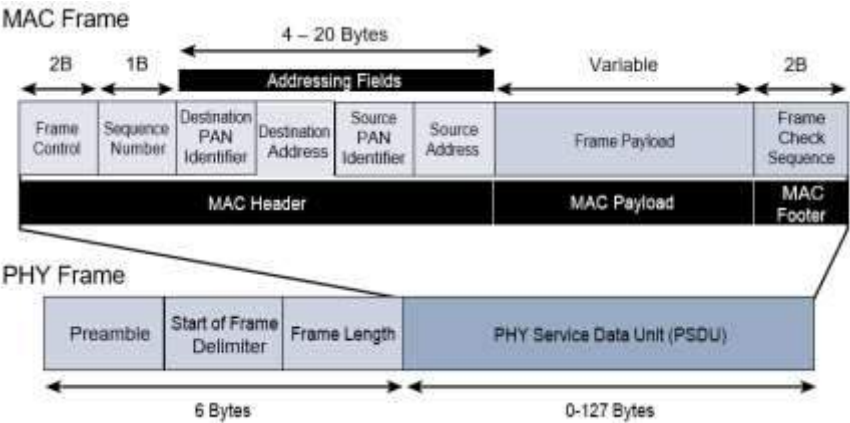 MAC Frame
4 – 20 Bytes
2B 1B Addressing Fields Variable 2B
Frame Control
Sequence Number
Destination PAN Identifier
Destination Address
Source PAN Identifier
Source Address
Frame Payload
Frame Check Sequence
MAC Header
MAC Payload
MAC Footer
PHY Frame
Preamble
Start of Frame Delimiter
Frame Length
PHY Service Data Unit (PSDU)
6 Bytes
0-127 Bytes